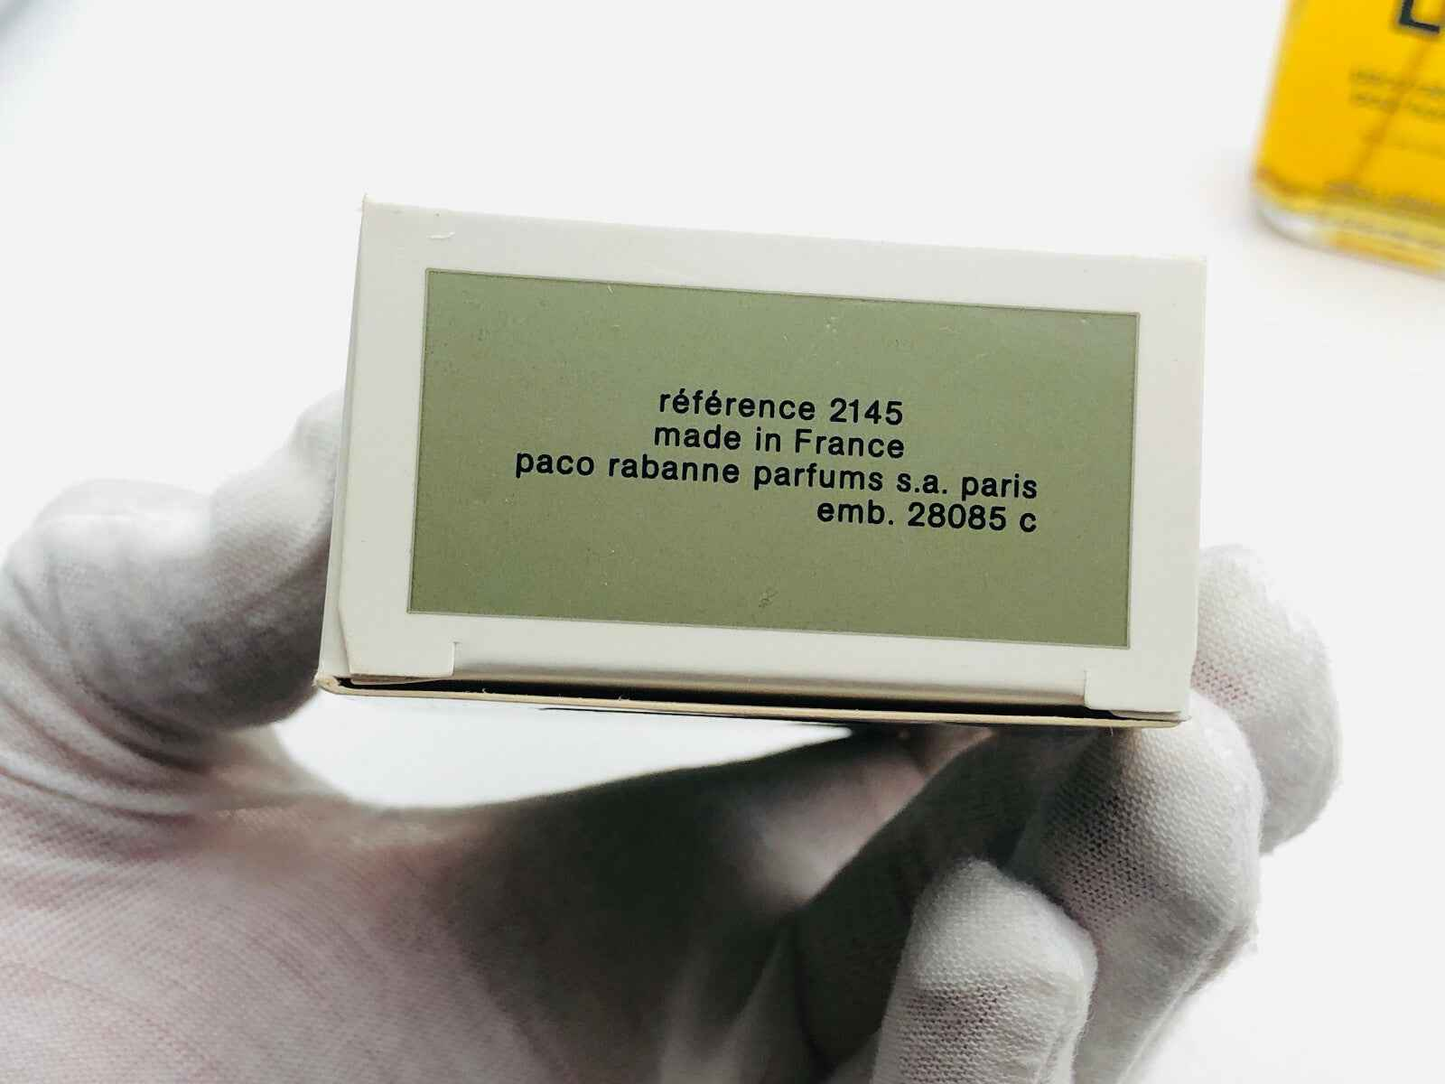 référence 2145
made in France
paco rabanne parfums s.a. paris
emb. 28085 c